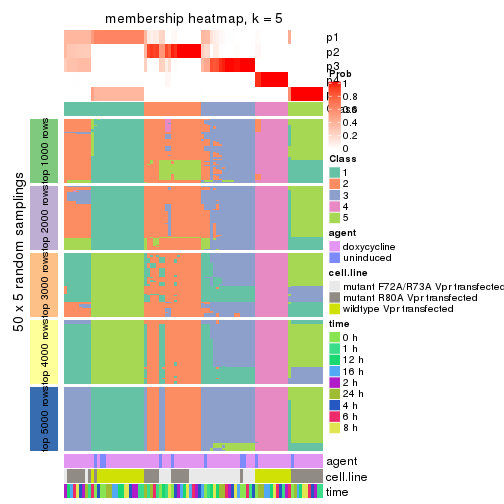 membership heatmap, k = 5
p1
p2
p3
p4
Prob
1
0.8
0.6
0.4
0.2
0
Class
1
2
3
4
5
agent
doxycycline
uninduced
cell.line
mutant F72A/R73A Vpr transfected
mutant R80A Vpr transfected
wildtype Vpr transfected
time
0 h
1 h
12 h
16 h
2 h
24 h
4 h
6 h
8 h
50 x 5 random samplings
top 1000 rows
top 2000 rows
top 3000 rows
top 4000 rows
top 5000 rows
agent
cell.line
time